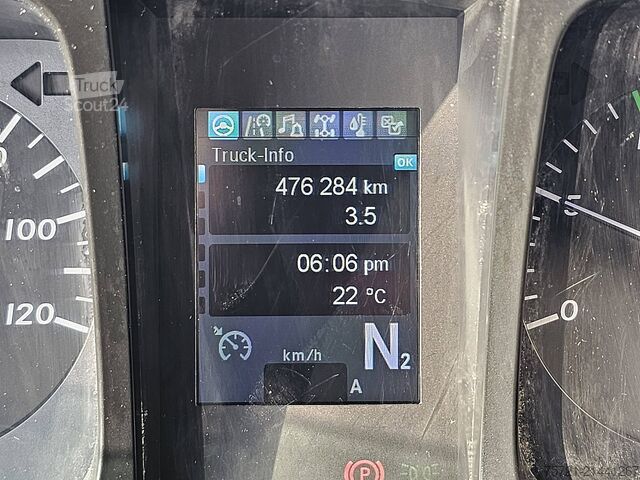 Truck
Scout24
Truck-Info
OK
476 284 km
3.5
06:06 pm
22 °C
km/h
N2
A
100
120
5
0
P